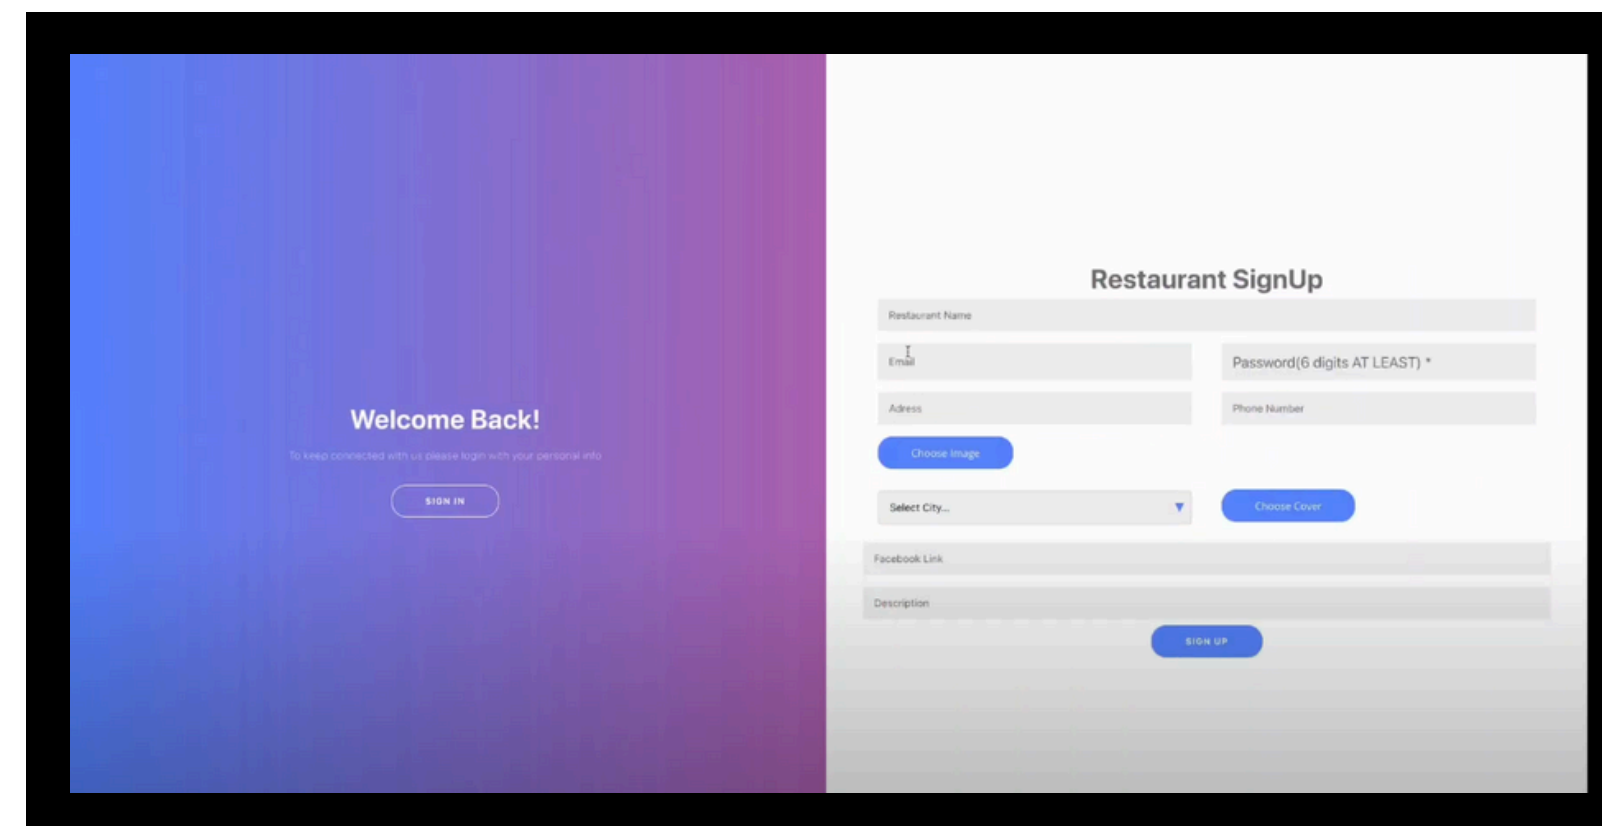 Welcome Back!
To keep connected with us please login with your personal info
SIGN IN
Restaurant SignUp
Restaurant Name
Email
Password(6 digits AT LEAST) *
Adress
Phone Number
Choose Image
Select City...
Choose Cover
Facebook Link
Description
SIGN UP